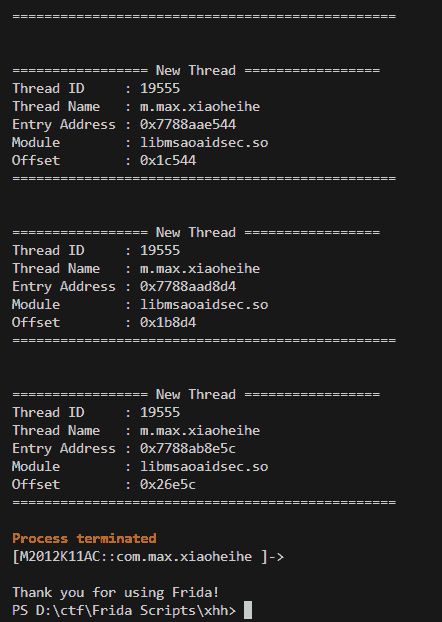 ==============================================
================ New Thread ================
Thread ID     : 19555
Thread Name   : m.max.xiaoheihe
Entry Address : 0x7788aae544
Module        : libmsaoaidsec.so
Offset        : 0x1c544
==============================================
================ New Thread ================
Thread ID     : 19555
Thread Name   : m.max.xiaoheihe
Entry Address : 0x7788aad8d4
Module        : libmsaoaidsec.so
Offset        : 0x1b8d4
==============================================
================ New Thread ================
Thread ID     : 19555
Thread Name   : m.max.xiaoheihe
Entry Address : 0x7788ab8e5c
Module        : libmsaoaidsec.so
Offset        : 0x26e5c
==============================================
Process terminated
[M2012K11AC::com.max.xiaoheihe ]->
Thank you for using Frida!
PS D:\ctf\Frida Scripts\xhh>